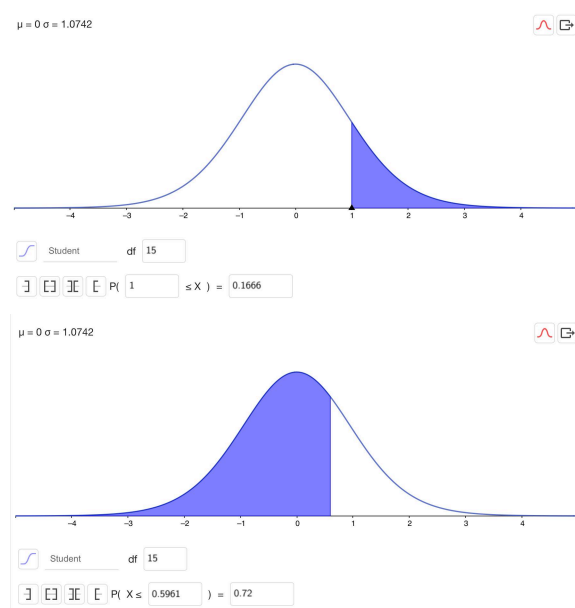 μ = 0 σ = 1.0742
−4 −3 −2 −1 0 1 2 3 4
Student df 15
P( 1 ≤ X ) = 0.1666
μ = 0 σ = 1.0742
−4 −3 −2 −1 0 1 2 3 4
Student df 15
P( X ≤ 0.5961 ) = 0.72